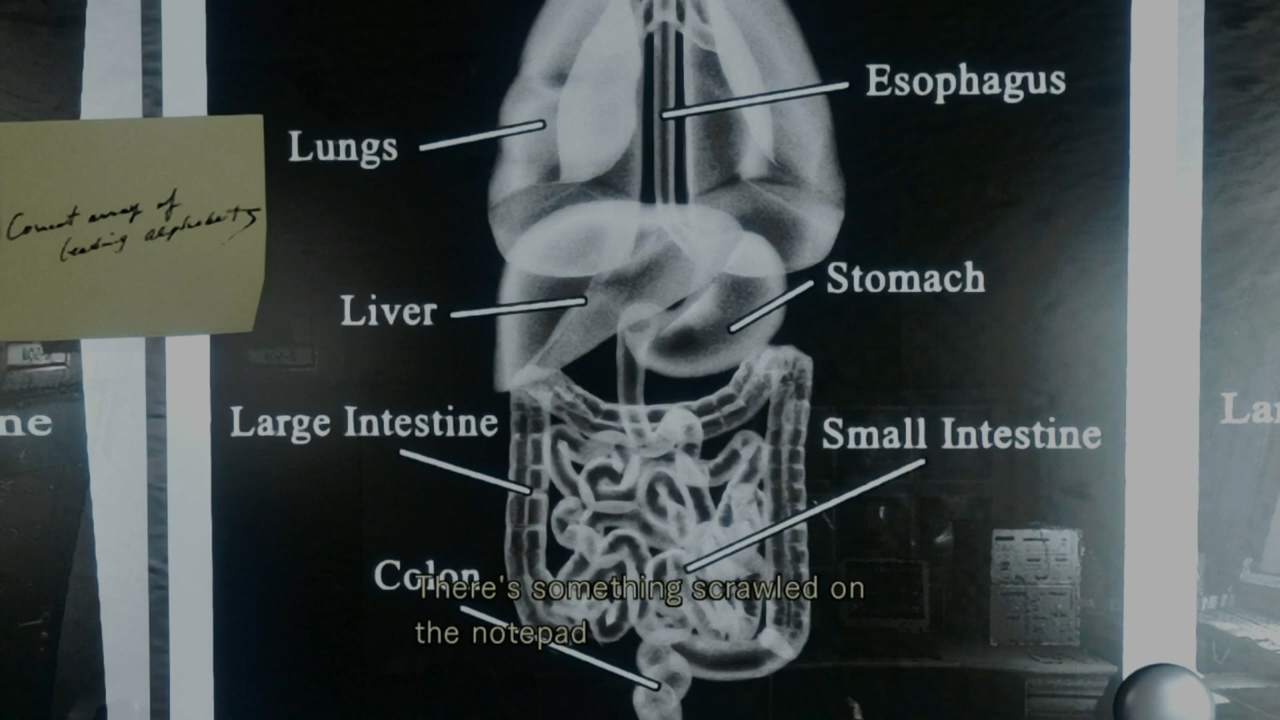 Esophagus
Lungs
Correct array of
leading alphabets
Stomach
Liver
ne
Large Intestine
Small Intestine
Colon
There's something scrawled on
the notepad